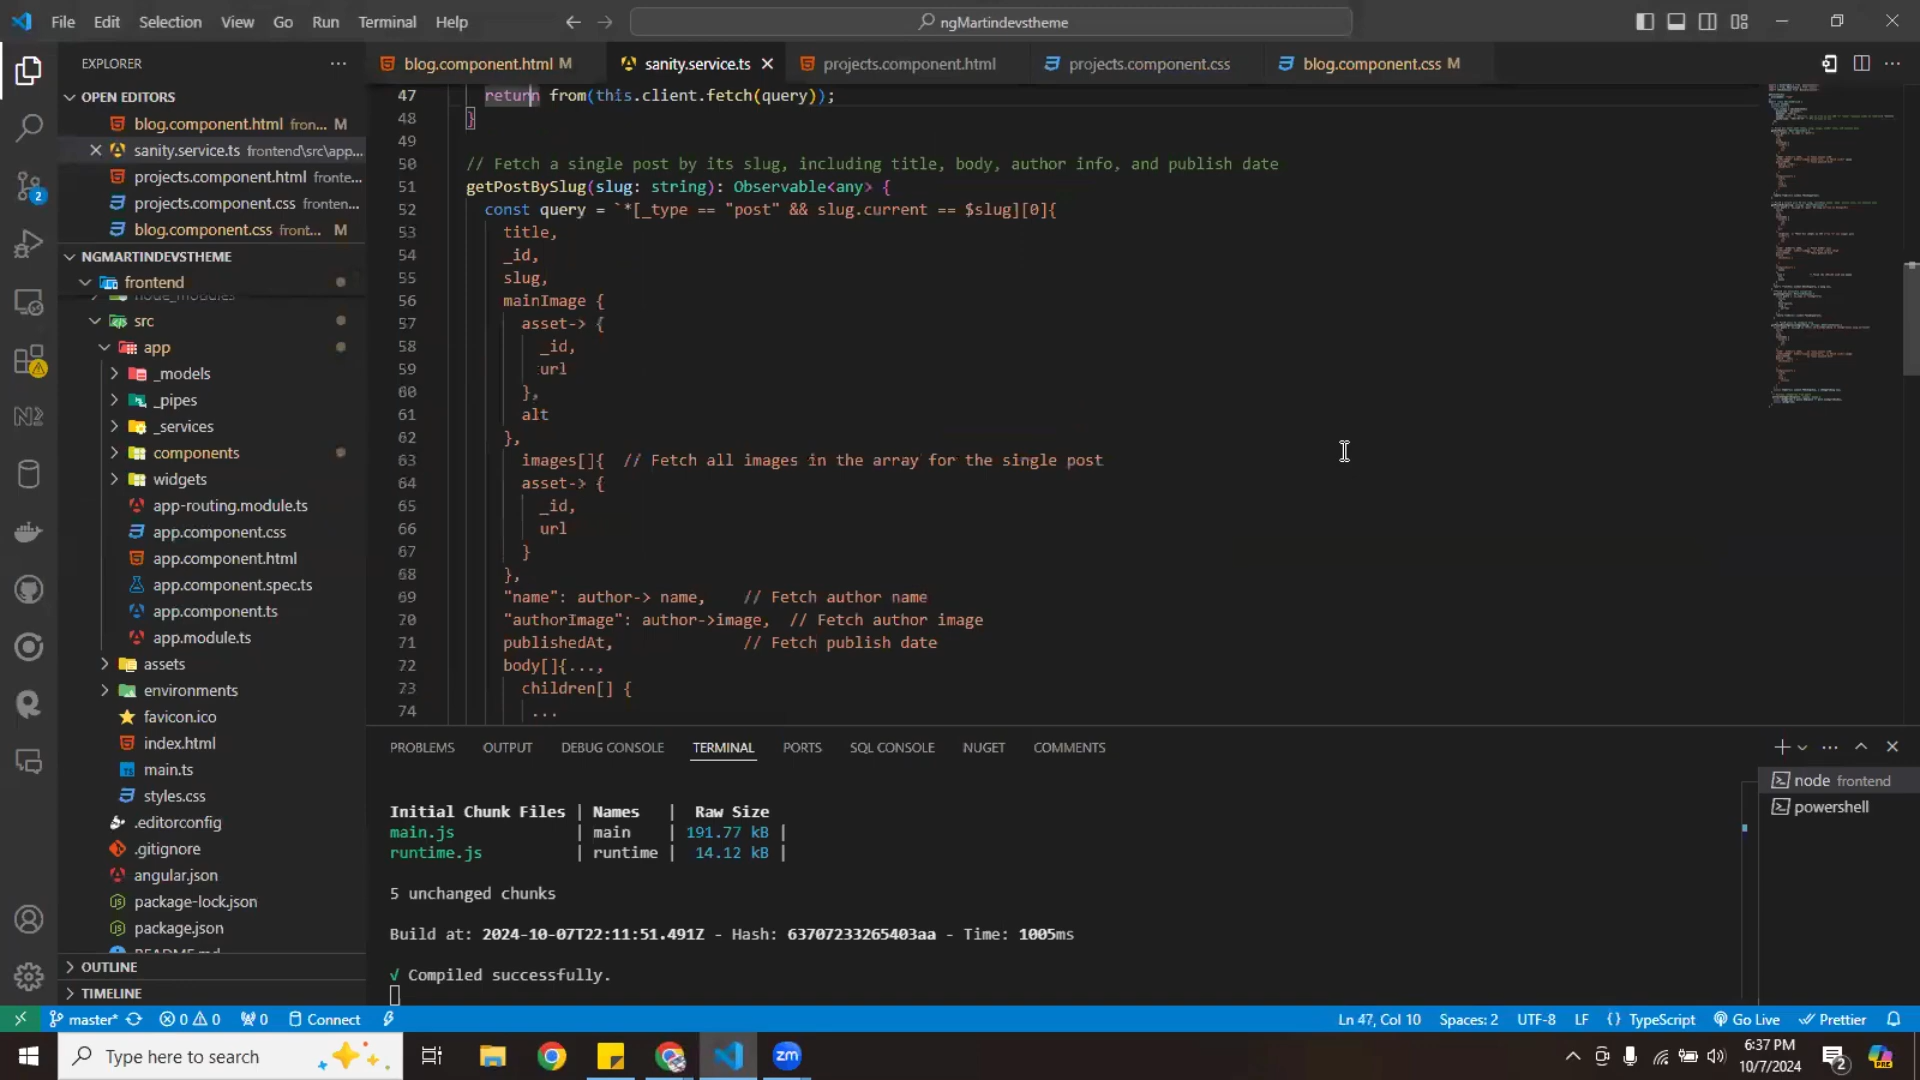 File Edit Selection View Go Run Terminal Help
ngMartindevstheme
EXPLORER
blog.component.html M
sanity.service.ts
projects.component.html
projects.component.css
blog.component.css M
OPEN EDITORS
blog.component.html fron... M
sanity.service.ts frontend\src\app...
projects.component.html fronte...
projects.component.css fronten...
blog.component.css front... M
NGMARTINDEVSTHEME
frontend
node_modules
src
app
_models
_pipes
_services
components
widgets
app-routing.module.ts
app.component.css
app.component.html
app.component.spec.ts
app.component.ts
app.module.ts
assets
environments
favicon.ico
index.html
main.ts
styles.css
.editorconfig
.gitignore
angular.json
package-lock.json
package.json
README.md
OUTLINE
TIMELINE
2
47 return from(this.client.fetch(query));
48 }
49
50 // Fetch a single post by its slug, including title, body, author info, and publish date
51 getPostBySlug(slug: string): Observable<any> {
52 const query = `*[_type == "post" && slug.current == $slug][0]{
53 title,
54 _id,
55 slug,
56 mainImage {
57 asset-> {
58 _id,
59 url
60 },
61 alt
62 },
63 images[]{ // Fetch all images in the array for the single post
64 asset-> {
65 _id,
66 url
67 }
68 },
69 "name": author-> name, // Fetch author name
70 "authorImage": author->image, // Fetch author image
71 publishedAt, // Fetch publish date
72 body[]{...,
73 children[] {
74 ...
PROBLEMS OUTPUT DEBUG CONSOLE TERMINAL PORTS SQL CONSOLE NUGET COMMENTS
node frontend
powershell
Initial Chunk Files | Names | Raw Size
main.js | main | 191.77 kB |
runtime.js | runtime | 14.12 kB |
5 unchanged chunks
Build at: 2024-10-07T22:11:51.491Z - Hash: 63707233265403aa - Time: 1005ms
√ Compiled successfully.
master* 0 0 0 Connect
Ln 47, Col 10 Spaces: 2 UTF-8 LF {} TypeScript Go Live Prettier
Type here to search
zm
6:37 PM
10/7/2024
2
PRE